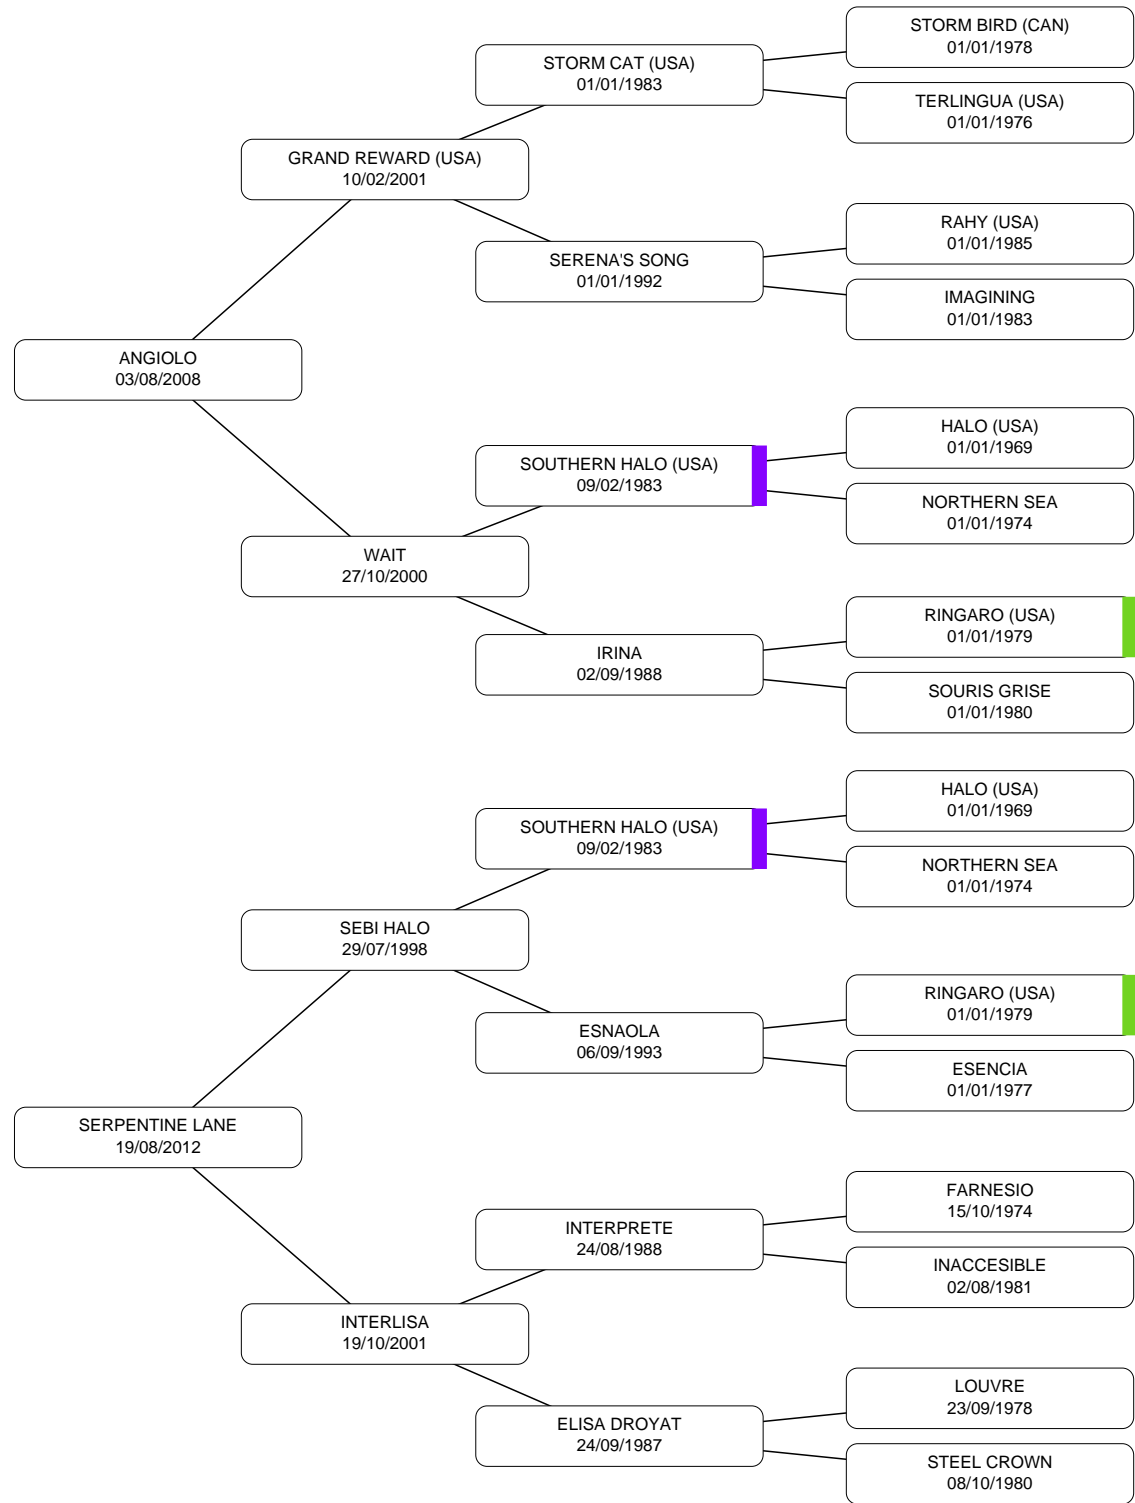 STORM BIRD (CAN)
01/01/1978
STORM CAT (USA)
01/01/1983
TERLINGUA (USA)
01/01/1976
GRAND REWARD (USA)
10/02/2001
RAHY (USA)
01/01/1985
SERENA'S SONG
01/01/1992
IMAGINING
01/01/1983
ANGIOLO
03/08/2008
HALO (USA)
01/01/1969
SOUTHERN HALO (USA)
09/02/1983
NORTHERN SEA
01/01/1974
WAIT
27/10/2000
RINGARO (USA)
01/01/1979
IRINA
02/09/1988
SOURIS GRISE
01/01/1980
HALO (USA)
01/01/1969
SOUTHERN HALO (USA)
09/02/1983
NORTHERN SEA
01/01/1974
SEBI HALO
29/07/1998
RINGARO (USA)
01/01/1979
ESNAOLA
06/09/1993
ESENCIA
01/01/1977
SERPENTINE LANE
19/08/2012
FARNESIO
15/10/1974
INTERPRETE
24/08/1988
INACCESIBLE
02/08/1981
INTERLISA
19/10/2001
LOUVRE
23/09/1978
ELISA DROYAT
24/09/1987
STEEL CROWN
08/10/1980